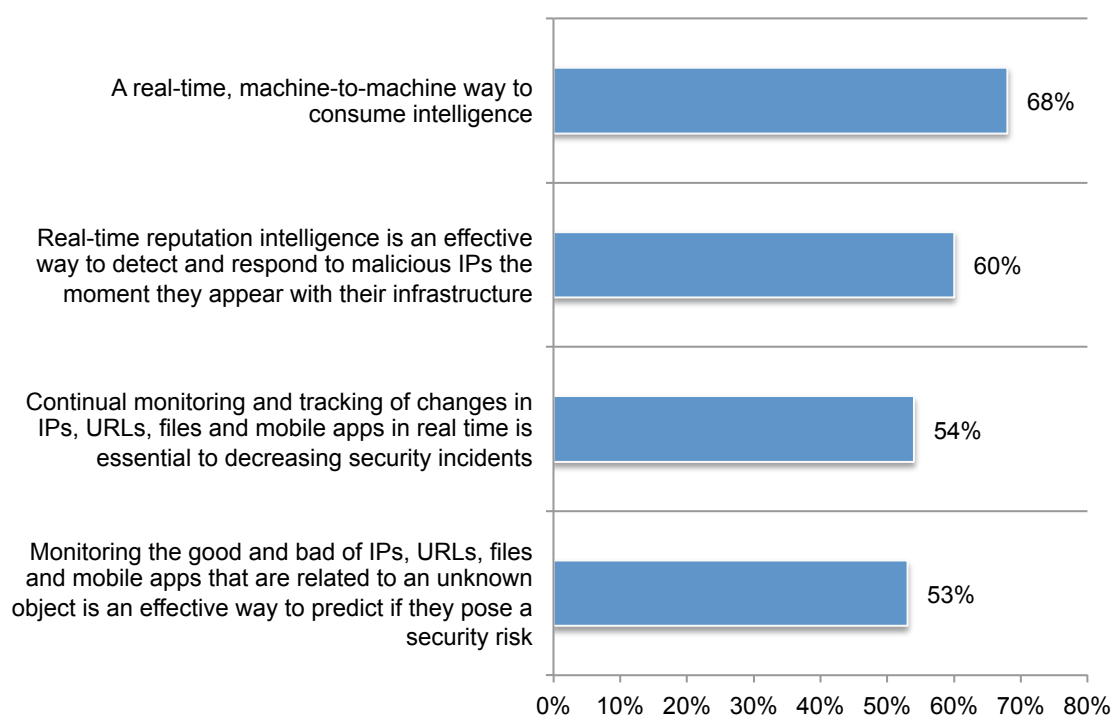 A real-time, machine-to-machine way to
consume intelligence
68%
Real-time reputation intelligence is an effective
way to detect and respond to malicious IPs the
moment they appear with their infrastructure
60%
Continual monitoring and tracking of changes in
IPs, URLs, files and mobile apps in real time is
essential to decreasing security incidents
54%
Monitoring the good and bad of IPs, URLs, files
and mobile apps that are related to an unknown
object is an effective way to predict if they pose a
security risk
53%
0% 10% 20% 30% 40% 50% 60% 70% 80%